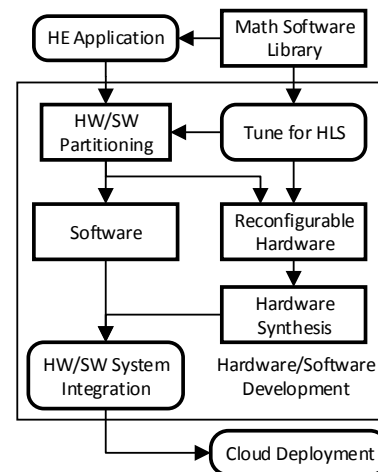 HE Application
Math Software
Library
HW/SW
Partitioning
Tune for HLS
Software
Reconfigurable
Hardware
Hardware
Synthesis
HW/SW System
Integration
Hardware/Software
Development
Cloud Deployment